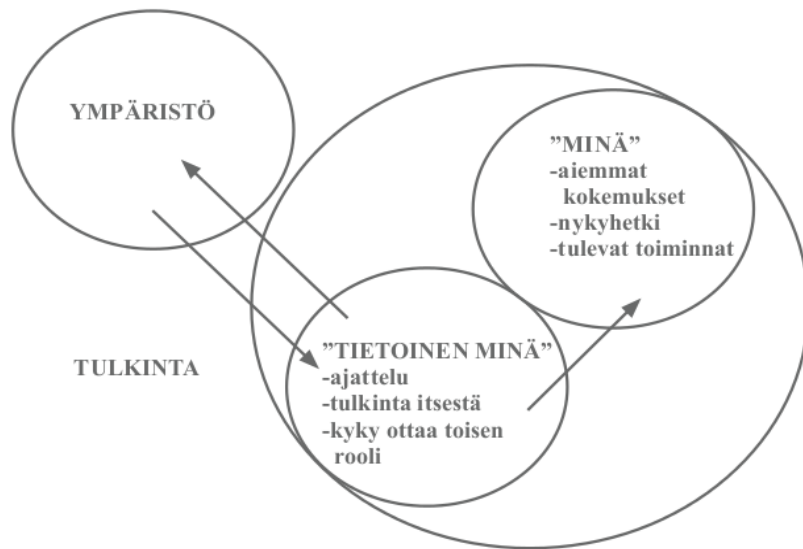 YMPÄRISTÖ
”MINÄ”
-aiemmat
kokemukset
-nykyhetki
-tulevat toiminnat
TULKINTA
”TIETOINEN MINÄ”
-ajattelu
-tulkinta itsestä
-kyky ottaa toisen
rooli